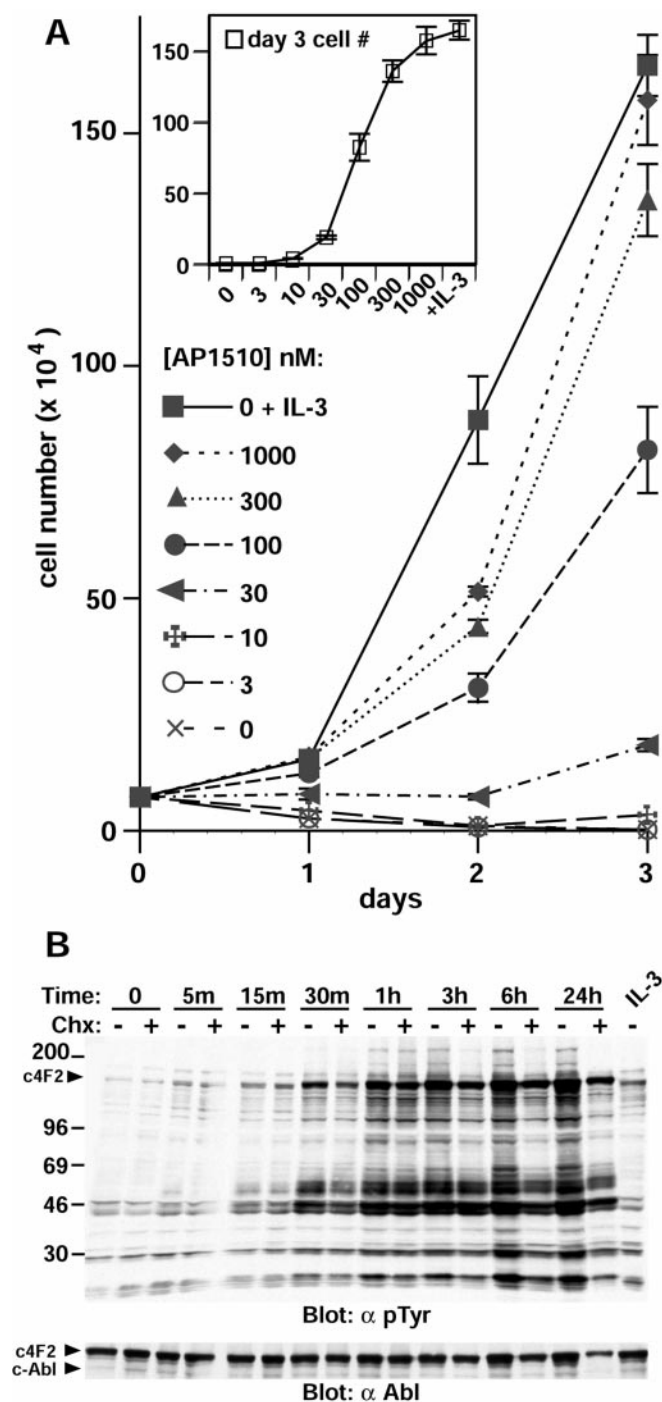 A
150
100
50
0
day 3 cell #
0 3 10 30 100 300 1000 +IL-3
150
100
50
0
cell number (x 10⁴)
[AP1510] nM:
0 + IL-3
1000
300
100
30
10
3
0
0 1 2 3
days
B
Time: 0 5m 15m 30m 1h 3h 6h 24h IL-3
Chx: - + - + - + - + - + - + - + - + -
200
c4F2
96
69
46
30
Blot: α pTyr
c4F2
c-Abl
Blot: α Abl